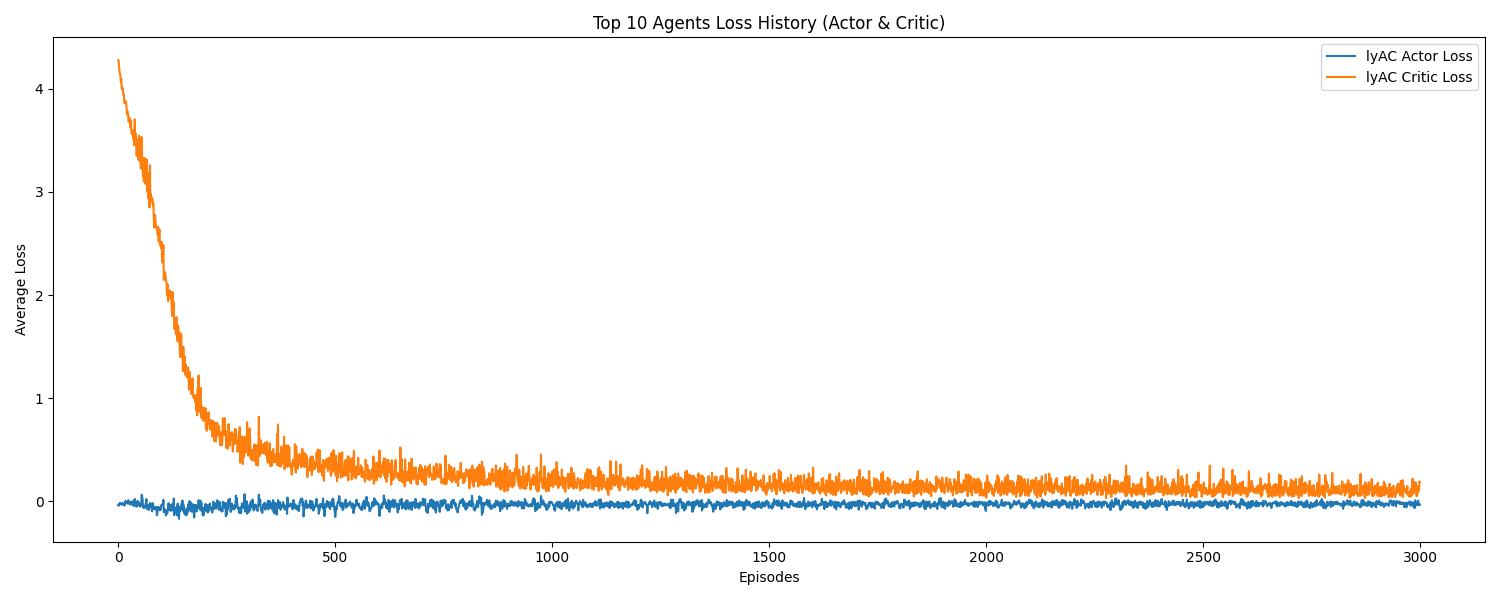 Top 10 Agents Loss History (Actor & Critic)
lyAC Actor Loss
lyAC Critic Loss
Average Loss
4
3
2
1
0
0 500 1000 1500 2000 2500 3000
Episodes